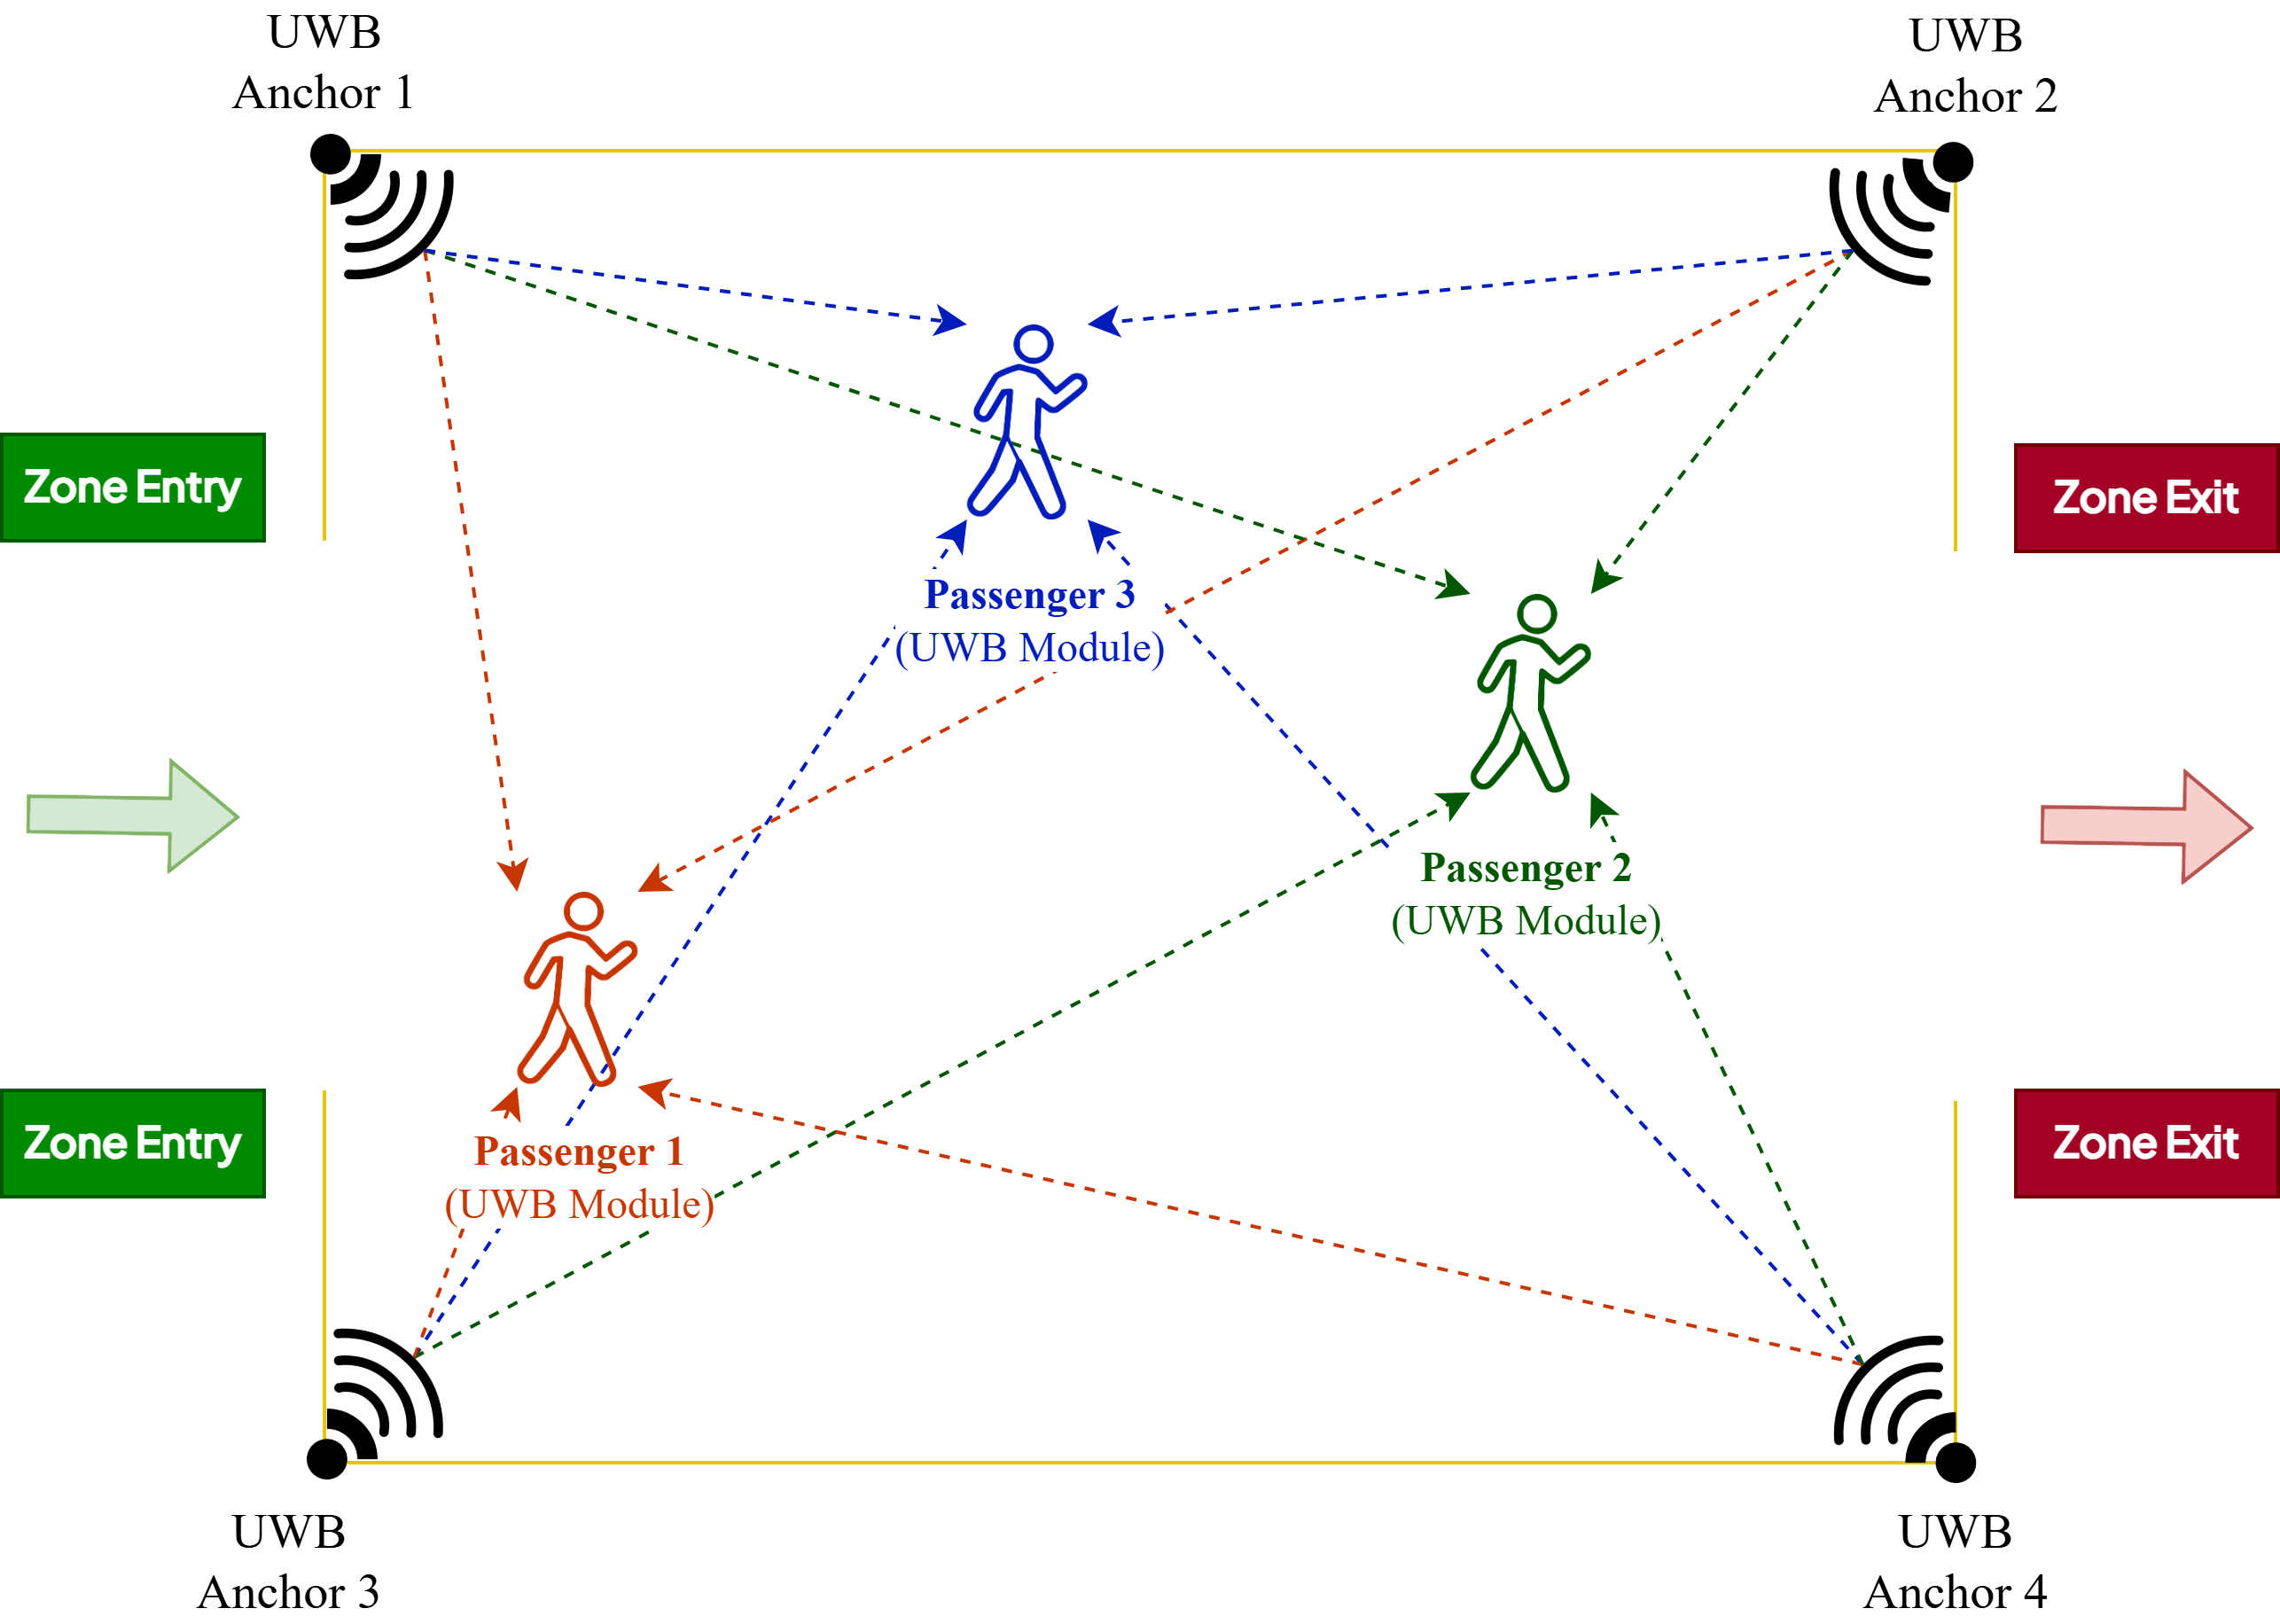 UWB
Anchor 1
UWB
Anchor 2
Zone Entry
Zone Exit
Passenger 3
(UWB Module)
Passenger 2
(UWB Module)
Zone Entry
Zone Exit
Passenger 1
(UWB Module)
UWB
Anchor 3
UWB
Anchor 4